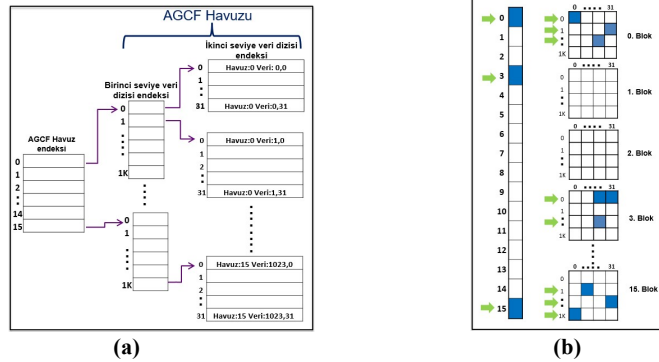 AGCF Havuzu
İkinci seviye veri dizisi
endeksi
Birinci seviye veri
dizisi endeksi
AGCF Havuz
endeksi
0
1
2
14
15
0
1
1K
0
1
1K
0
1
31
Havuz:0 Veri:0,0
Havuz:0 Veri:0,31
0
1
2
31
Havuz:0 Veri:1,0
Havuz:0 Veri:1,31
0
1
2
31
Havuz:15 Veri:1023,0
Havuz:15 Veri:1023,31
(a)
0
1
2
3
4
5
6
7
8
9
10
11
12
13
14
15
0 31
0
1
1K
0. Blok
0 31
0
1
1K
1. Blok
0 31
0
1
1K
2. Blok
0 31
0
1
1K
3. Blok
0 31
0
1
1K
15. Blok
(b)